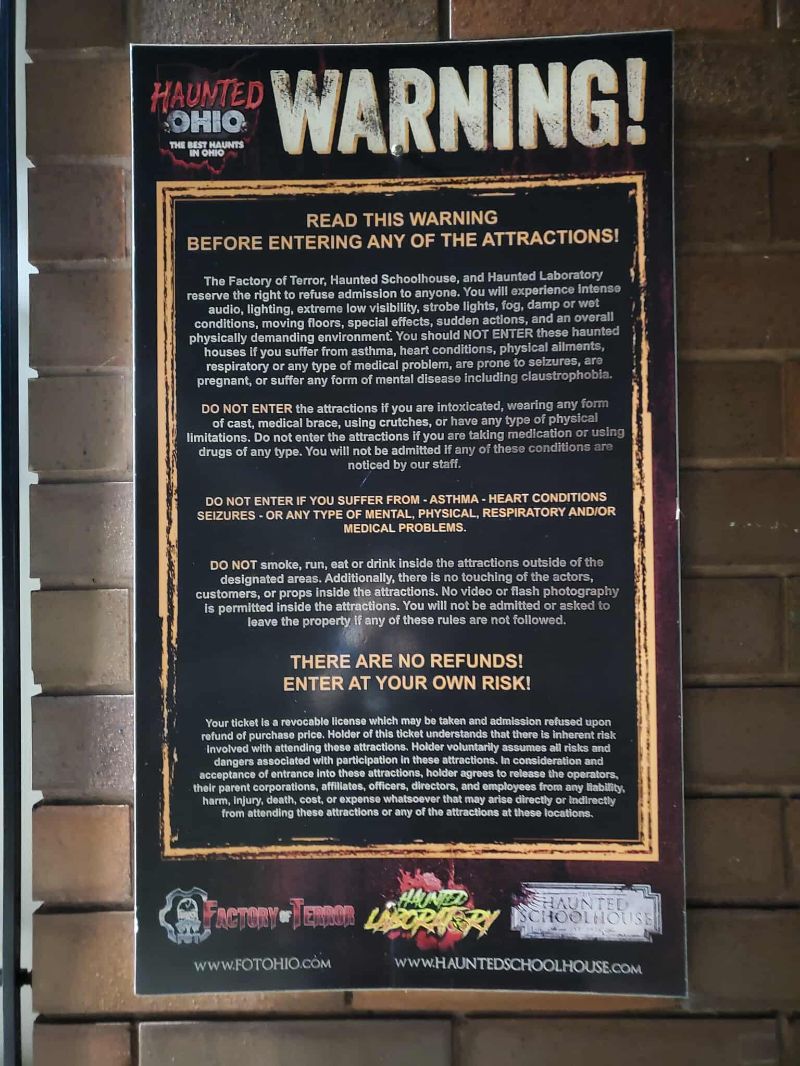 HAUNTED
OHIO
THE BEST HAUNTS
IN OHIO
WARNING!
READ THIS WARNING
BEFORE ENTERING ANY OF THE ATTRACTIONS!
The Factory of Terror, Haunted Schoolhouse, and Haunted Laboratory
reserve the right to refuse admission to anyone. You will experience intense
audio, lighting, extreme low visibility, strobe lights, fog, damp or wet
conditions, moving floors, special effects, sudden actions, and an overall
physically demanding environment. You should NOT ENTER these haunted
houses if you suffer from asthma, heart conditions, physical ailments,
respiratory or any type of medical problem, are prone to seizures, are
pregnant, or suffer any form of mental disease including claustrophobia.
DO NOT ENTER the attractions if you are intoxicated, wearing any form
of cast, medical brace, using crutches, or have any type of physical
limitations. Do not enter the attractions if you are taking medication or using
drugs of any type. You will not be admitted if any of these conditions are
noticed by our staff.
DO NOT ENTER IF YOU SUFFER FROM - ASTHMA - HEART CONDITIONS
SEIZURES - OR ANY TYPE OF MENTAL, PHYSICAL, RESPIRATORY AND/OR
MEDICAL PROBLEMS.
DO NOT smoke, run, eat or drink inside the attractions outside of the
designated areas. Additionally, there is no touching of the actors,
customers, or props inside the attractions. No video or flash photography
is permitted inside the attractions. You will not be admitted or asked to
leave the property if any of these rules are not followed.
THERE ARE NO REFUNDS!
ENTER AT YOUR OWN RISK!
Your ticket is a revocable license which may be taken and admission refused upon
refund of purchase price. Holder of this ticket understands that there is inherent risk
involved with attending these attractions. Holder voluntarily assumes all risks and
dangers associated with participation in these attractions. In consideration and
acceptance of entrance into these attractions, holder agrees to release the operators,
their parent corporations, affiliates, officers, directors, and employees from any liability,
harm, injury, death, cost, or expense whatsoever that may arise directly or indirectly
from attending these attractions or any of the attractions at these locations.
FACTORY OF TERROR
HAUNTED
LABORATORY
HAUNTED
SCHOOLHOUSE
WWW.FOTOHIO.COM
WWW.HAUNTEDSCHOOLHOUSE.COM